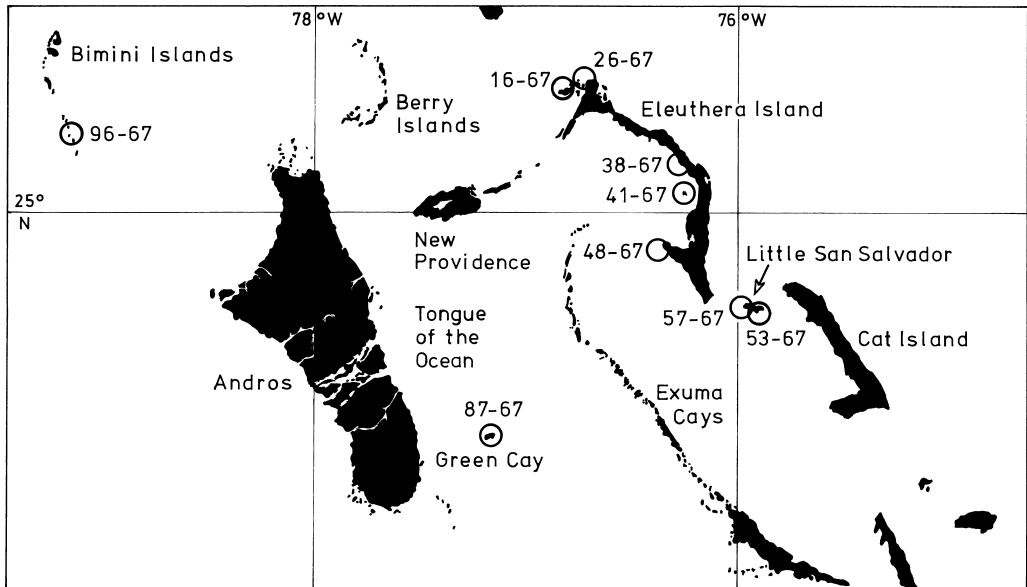 78°W
76°W
Bimini Islands
26-67
16-67
Berry
Islands
Eleuthera Island
96-67
38-67
41-67
25°
N
New
Providence
48-67
Little San Salvador
57-67
53-67
Tongue
of the
Ocean
Cat Island
Andros
Exuma
Cays
87-67
Green Cay